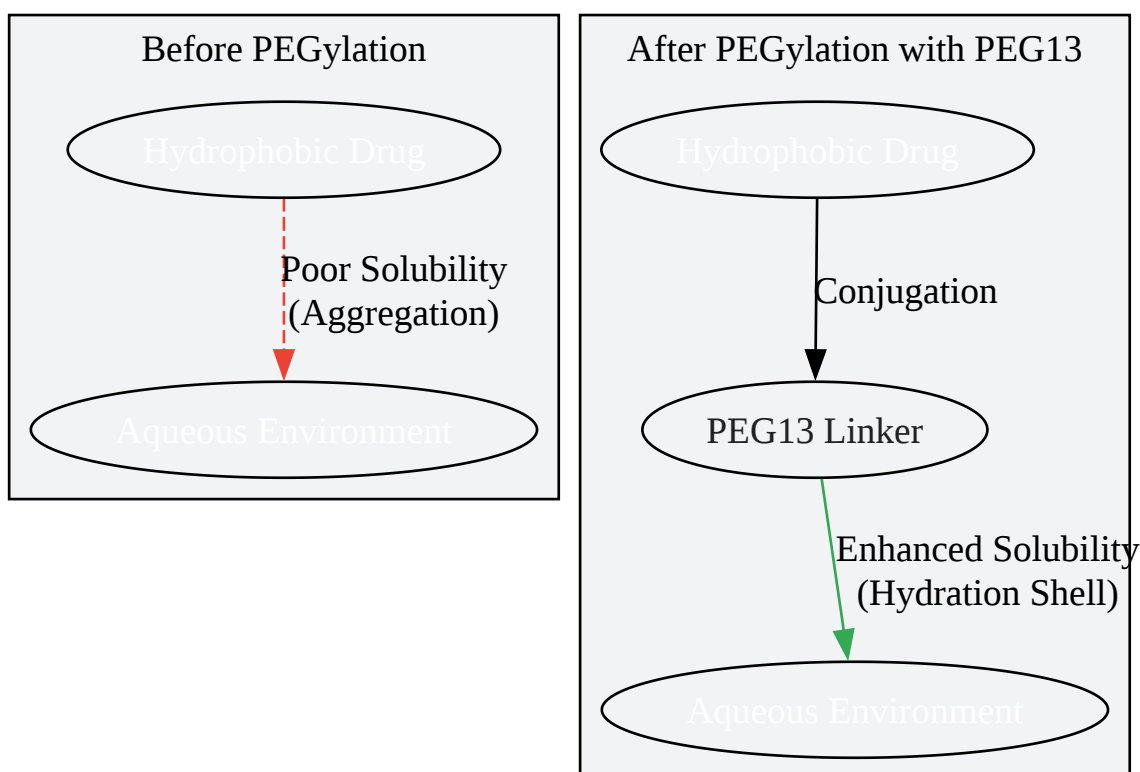 Before PEGylation
Hydrophobic Drug
Poor Solubility
(Aggregation)
Aqueous Environment
After PEGylation with PEG13
Hydrophobic Drug
Conjugation
PEG13 Linker
Enhanced Solubility
(Hydration Shell)
Aqueous Environment